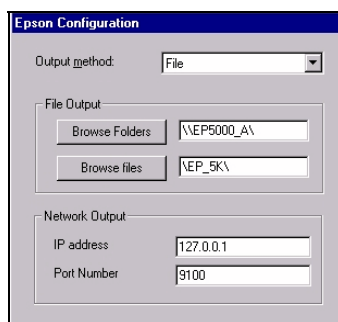 Epson Configuration
Output method: File
File Output
Browse Folders \\EP5000_A\
Browse files \EP_5K\
Network Output
IP address 127.0.0.1
Port Number 9100